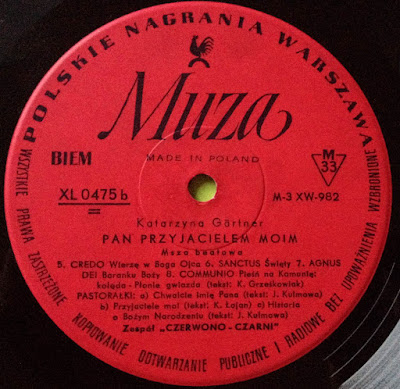 POLSKIE NAGRANIA WARSZAWA
Muza
MADE IN POLAND
BIEM
M
33
XL 0475 b
M-3 XW-982
Katarzyna Gärtner
PAN PRZYJACIELEM MOIM
Msza beatowa
5. CREDO Wierzę w Boga Ojca 6. SANCTUS Święty 7. AGNUS
DEI Baranku Boży 8. COMMUNIO Pieśń na Komunię:
kolęda - Płonie gwiazda (tekst: K. Grześkowiak)
PASTORAŁKI: a) Chwalcie imię Pana (tekst: J. Kulmowa)
b) Przyjaciele moi (tekst: K. Łojan) c) Historia
o Bożym Narodzeniu (tekst: J. Kulmowa)
Zespół „CZERWONO-CZARNI"
WSZYSTKIE PRAWA ZASTRZEŻONE KOPIOWANIE ODTWARZANIE PUBLICZNE I RADIOWE BEZ UPOWAŻNIENIA WZBRONIONE